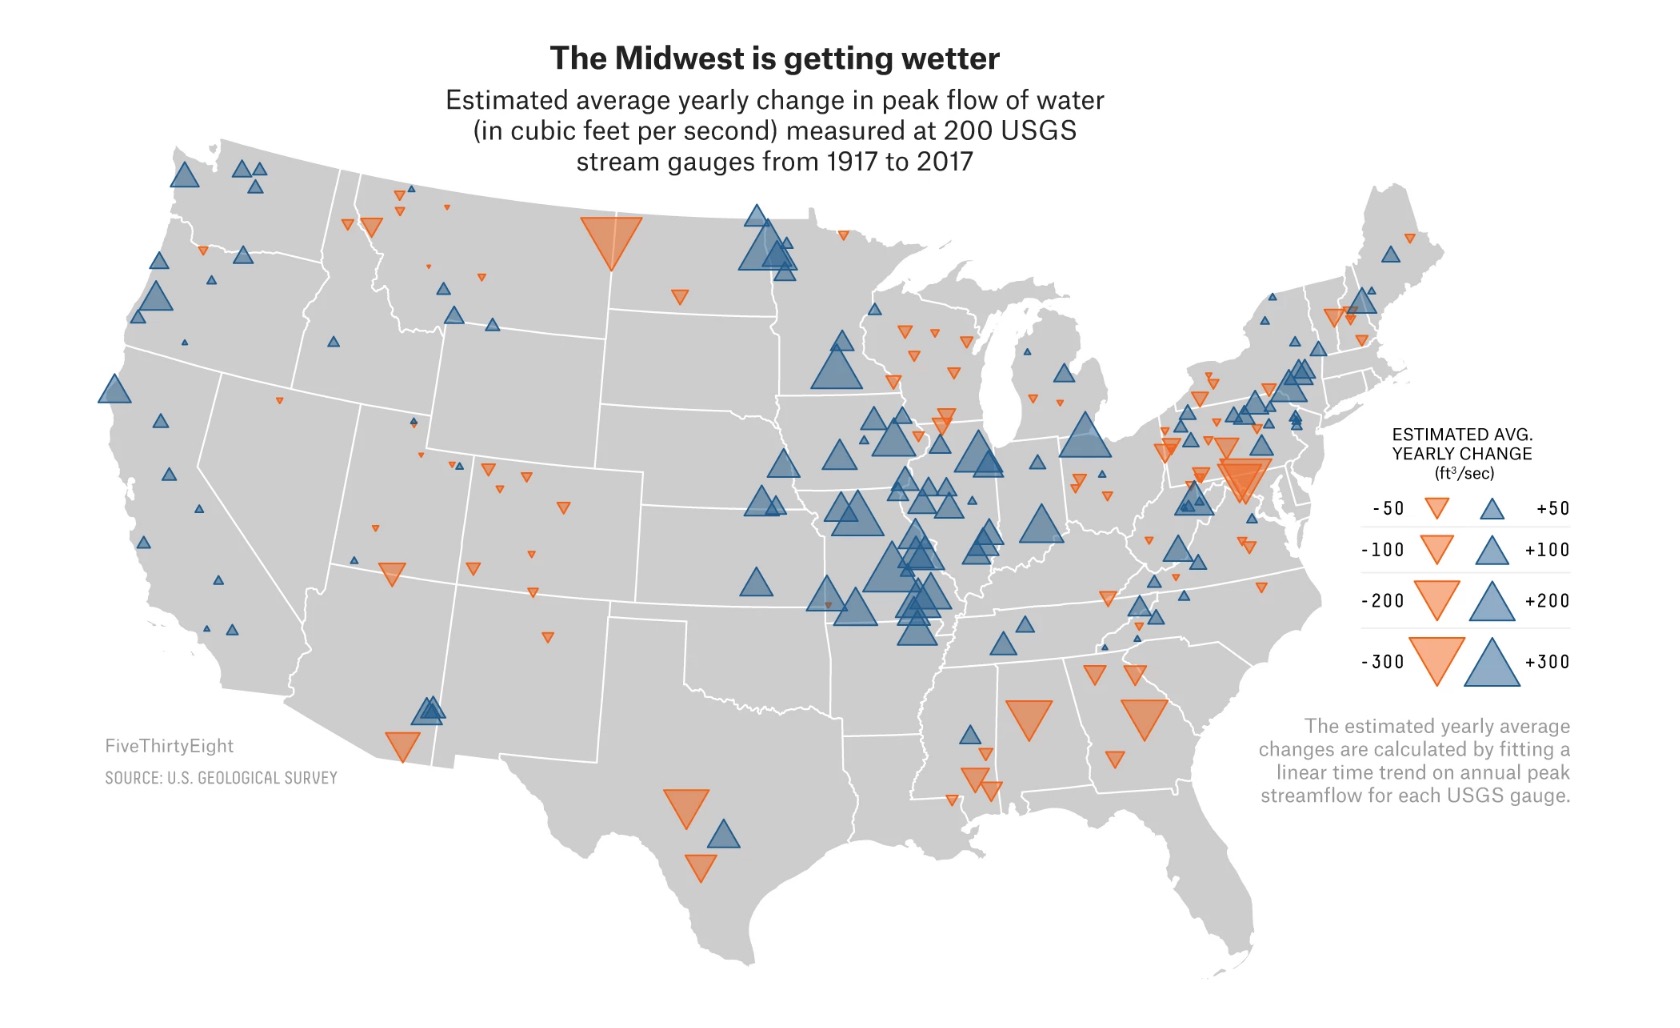 The Midwest is getting wetter
Estimated average yearly change in peak flow of water
(in cubic feet per second) measured at 200 USGS
stream gauges from 1917 to 2017
ESTIMATED AVG.
YEARLY CHANGE
(ft³/sec)
-50 +50
-100 +100
-200 +200
-300 +300
The estimated yearly average
changes are calculated by fitting a
linear time trend on annual peak
streamflow for each USGS gauge.
FiveThirtyEight
SOURCE: U.S. GEOLOGICAL SURVEY